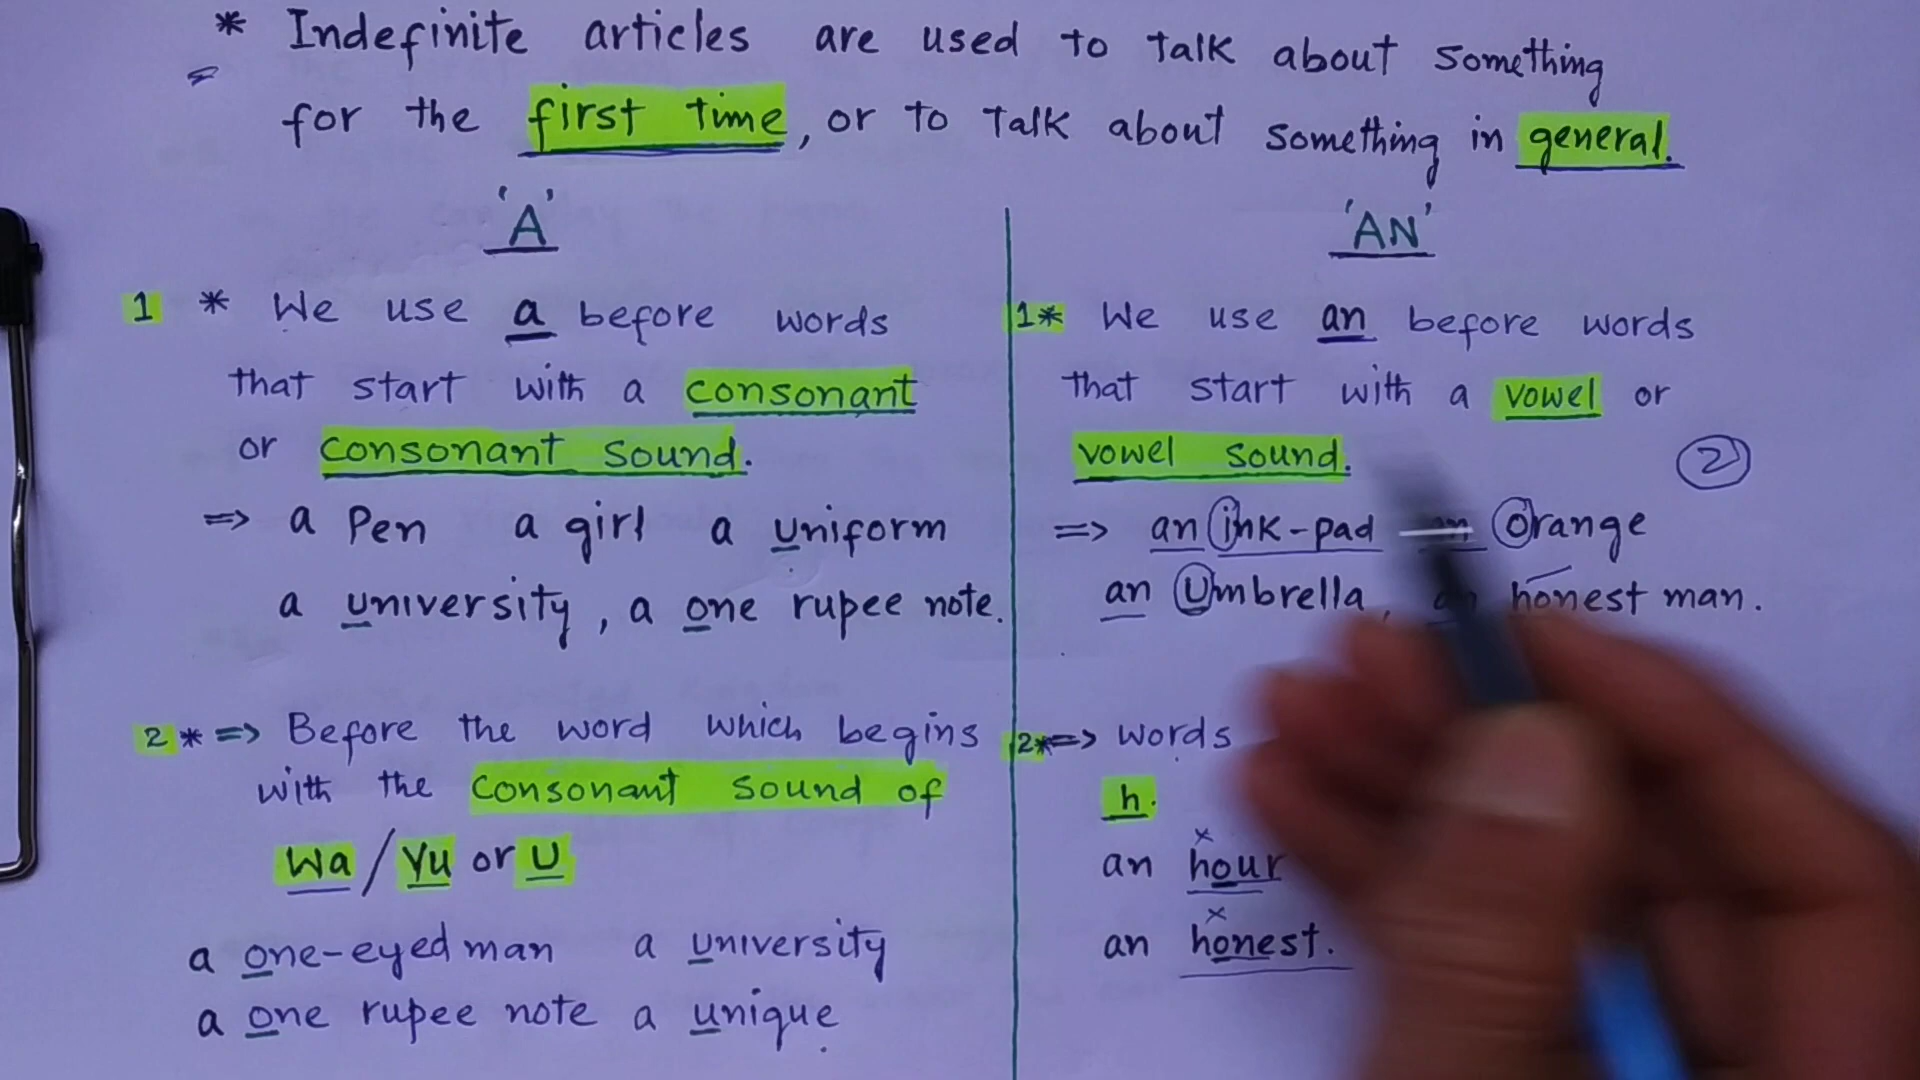 * Indefinite articles are used to talk about something
for the first time, or to talk about something in general.
'A'
1 * We use a before words
that start with a consonant
or consonant sound.
=> a Pen a girl a uniform
a university, a one rupee note.
2 * => Before the word which begins
with the consonant sound of
Wa / Yu or U
a one-eyed man a university
a one rupee note a unique
'AN'
1* We use an before words
that start with a vowel or
vowel sound.
2
=> an ink-pad an orange
an Umbrella, an honest man.
2*=> words
h.
x
an hour
x
an honest.